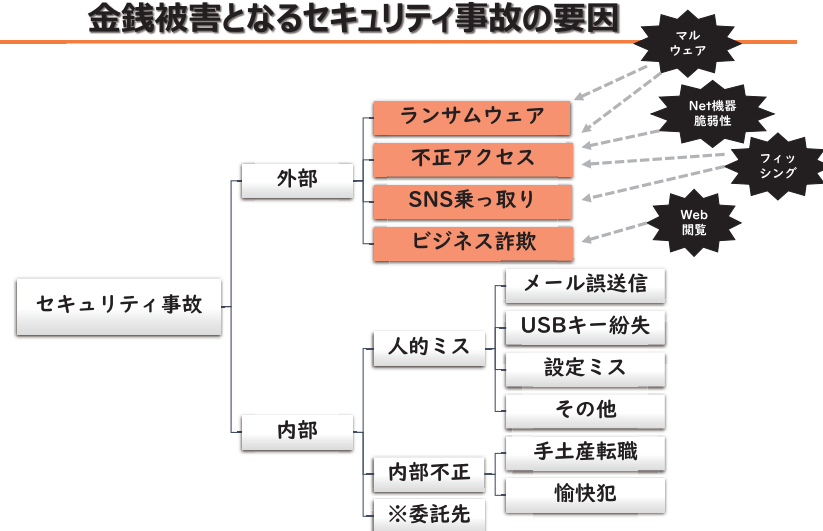 金銭被害となるセキュリティ事故の要因
マル
ウェア
Net機器
脆弱性
フィッ
シング
Web
閲覧
ランサムウェア
不正アクセス
SNS乗っ取り
ビジネス詐欺
外部
セキュリティ事故
メール誤送信
USBキー紛失
人的ミス
設定ミス
その他
内部
手土産転職
内部不正
愉快犯
※委託先